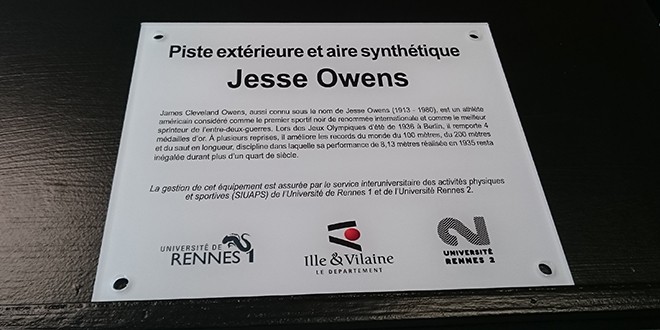 Piste extérieure et aire synthétique
Jesse Owens
James Cleveland Owens, aussi connu sous le nom de Jesse Owens (1913 - 1980), est un athlète
américain considéré comme le premier sportif noir de renommée internationale et comme le meilleur
sprinteur de l'entre-deux-guerres. Lors des Jeux Olympiques d'été de 1936 à Berlin, il remporte 4
médailles d'or. À plusieurs reprises, il améliore les records du monde du 100 mètres, du 200 mètres
et du saut en longueur, discipline dans laquelle sa performance de 8,13 mètres réalisée en 1935 resta
inégalée durant plus d'un quart de siècle.
La gestion de cet équipement est assurée par le service interuniversitaire des activités physiques
et sportives (SIUAPS) de l'Université de Rennes 1 et de l'Université Rennes 2.
UNIVERSITÉ DE
RENNES 1
Ille & Vilaine
LE DÉPARTEMENT
UNIVERSITÉ
RENNES 2